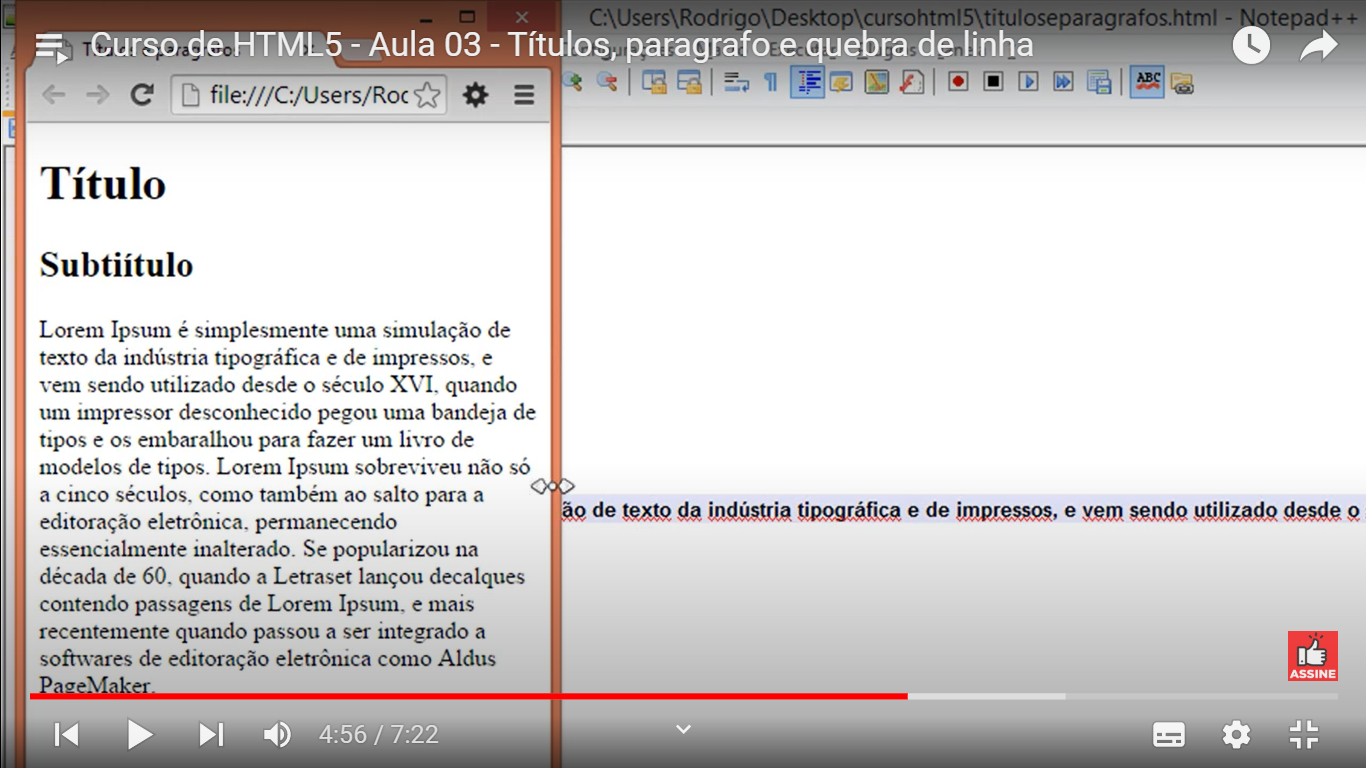 C:\Users\Rodrigo\Desktop\cursohtml5\tituloseparagrafos.html - Notepad++
Curso de HTML5 - Aula 03 - Títulos, paragrafo e quebra de linha
file:///C:/Users/Roc
ABC
Título
Subtiítulo
Lorem Ipsum é simplesmente uma simulação de
texto da indústria tipográfica e de impressos, e
vem sendo utilizado desde o século XVI, quando
um impressor desconhecido pegou uma bandeja de
tipos e os embaralhou para fazer um livro de
modelos de tipos. Lorem Ipsum sobreviveu não só
a cinco séculos, como também ao salto para a
editoração eletrônica, permanecendo
essencialmente inalterado. Se popularizou na
década de 60, quando a Letraset lançou decalques
contendo passagens de Lorem Ipsum, e mais
recentemente quando passou a ser integrado a
softwares de editoração eletrônica como Aldus
PageMaker.
ão de texto da indústria tipográfica e de impressos, e vem sendo utilizado desde o
ASSINE
4:56 / 7:22